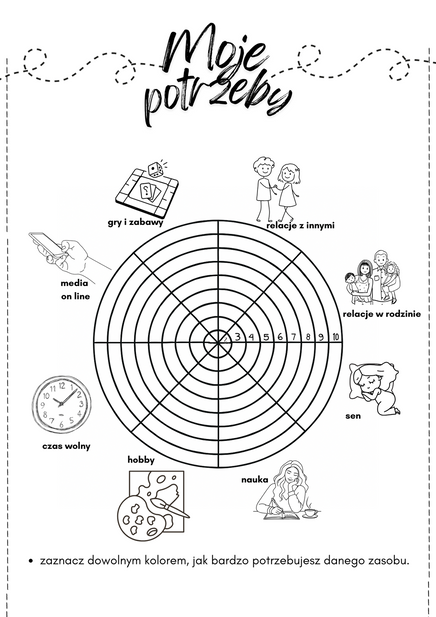 Moje
potrzeby
gry i zabawy
relacje z innymi
media
on line
relacje w rodzinie
3 4 5 6 7 8 9 10
sen
czas wolny
hobby
nauka
• zaznacz dowolnym kolorem, jak bardzo potrzebujesz danego zasobu.